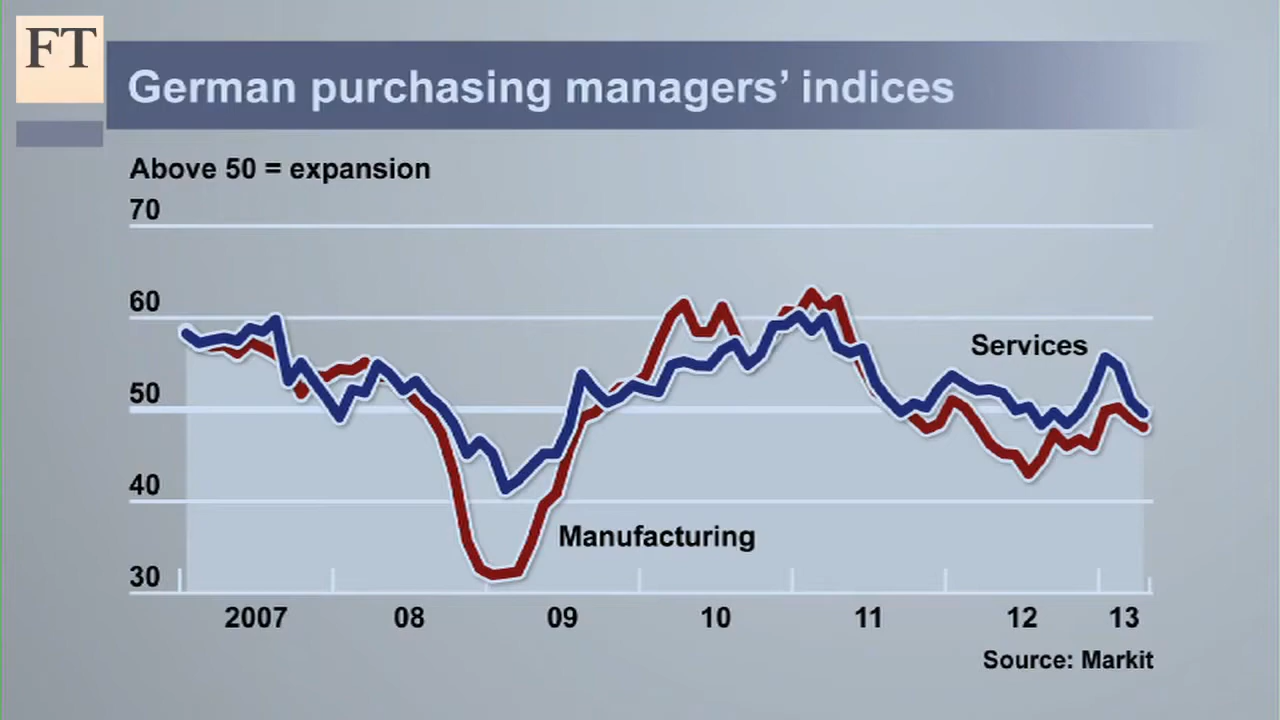 FT
German purchasing managers’ indices
Above 50 = expansion
70
60
Services
50
40
Manufacturing
30
2007 08 09 10 11 12 13
Source: Markit